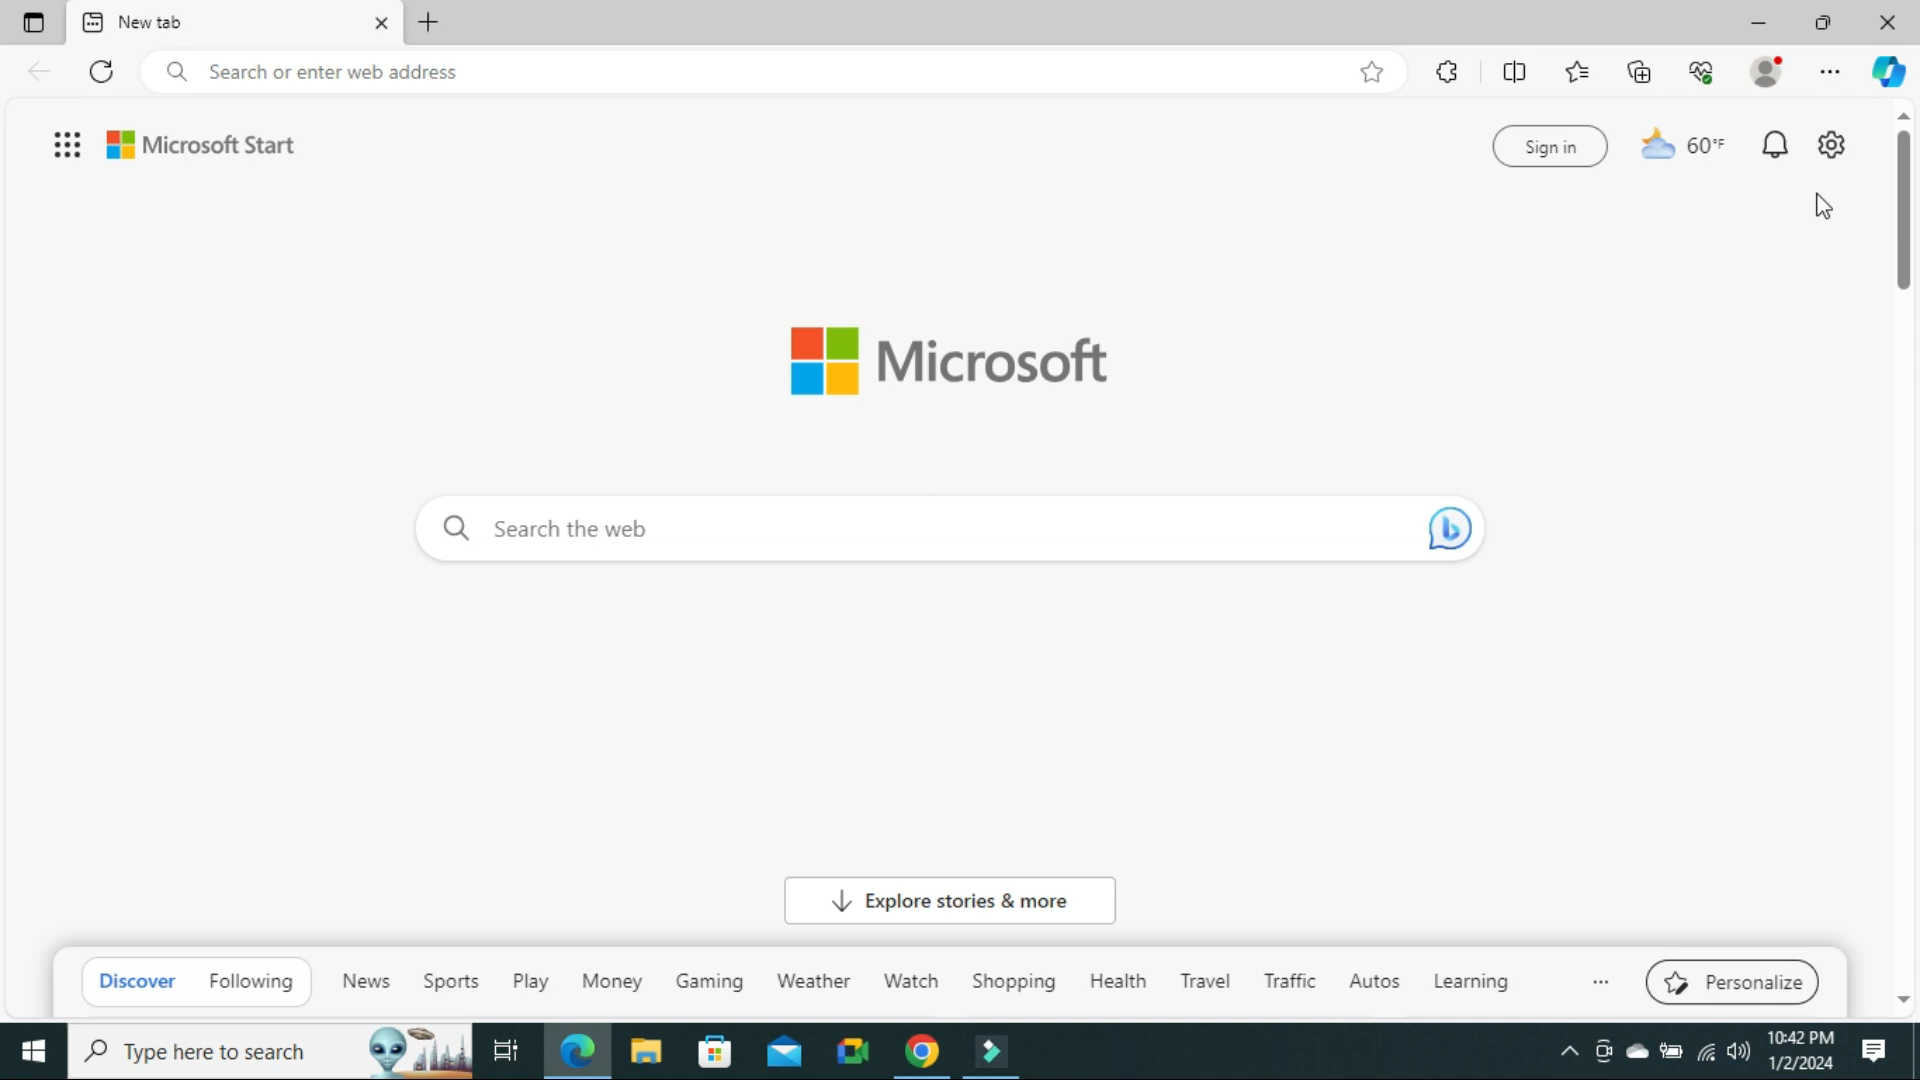 New tab
Search or enter web address
Microsoft Start
Sign in
60°F
Microsoft
Search the web
b
Explore stories & more
Discover Following News Sports Play Money Gaming Weather Watch Shopping Health Travel Traffic Autos Learning ... Personalize
Type here to search
10:42 PM
1/2/2024